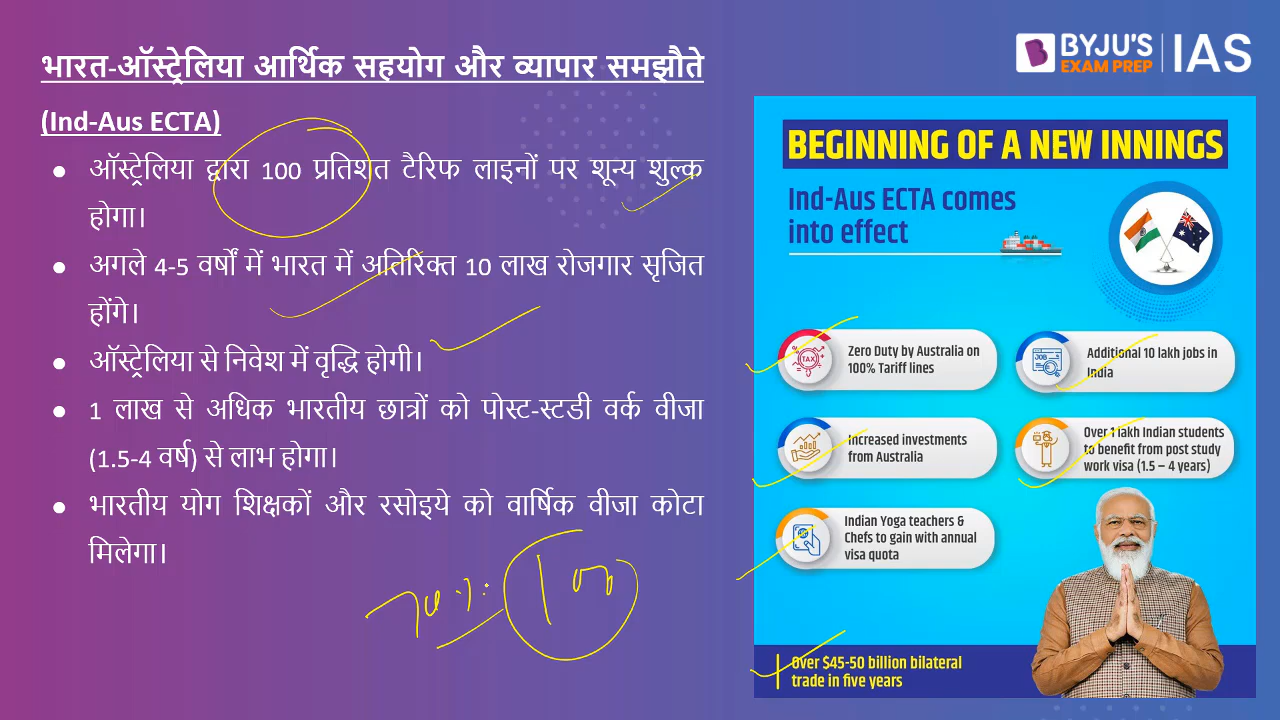 भारत-ऑस्ट्रेलिया आर्थिक सहयोग और व्यापार समझौते
(Ind-Aus ECTA)
ऑस्ट्रेलिया द्वारा 100 प्रतिशत टैरिफ लाइनों पर शून्य शुल्क
होगा।
अगले 4-5 वर्षों में भारत में अतिरिक्त 10 लाख रोजगार सृजित
होंगे।
ऑस्ट्रेलिया से निवेश में वृद्धि होगी।
1 लाख से अधिक भारतीय छात्रों को पोस्ट-स्टडी वर्क वीजा
(1.5-4 वर्ष) से लाभ होगा।
भारतीय योग शिक्षकों और रसोइये को वार्षिक वीजा कोटा
मिलेगा।
BYJU'S
EXAM PREP
IAS
BEGINNING OF A NEW INNINGS
Ind-Aus ECTA comes
into effect
Zero Duty by Australia on
100% Tariff lines
TAX
Additional 10 lakh jobs in
India
JOB
Increased investments
from Australia
Over 1 lakh Indian students
to benefit from post study
work visa (1.5 – 4 years)
Indian Yoga teachers &
Chefs to gain with annual
visa quota
Over $45-50 billion bilateral
trade in five years